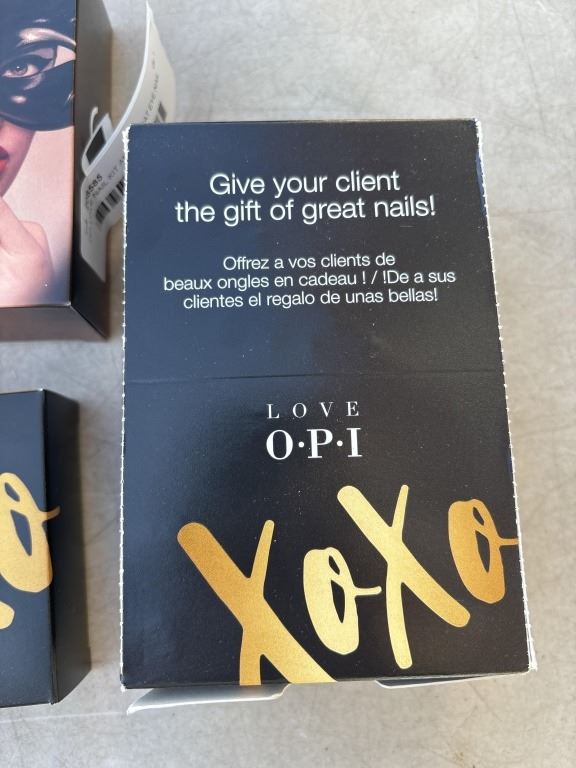 Give your client
the gift of great nails!
Offrez a vos clients de
beaux ongles en cadeau ! / !De a sus
clientes el regalo de unas bellas!
LOVE
O·P·I
XoXo
o